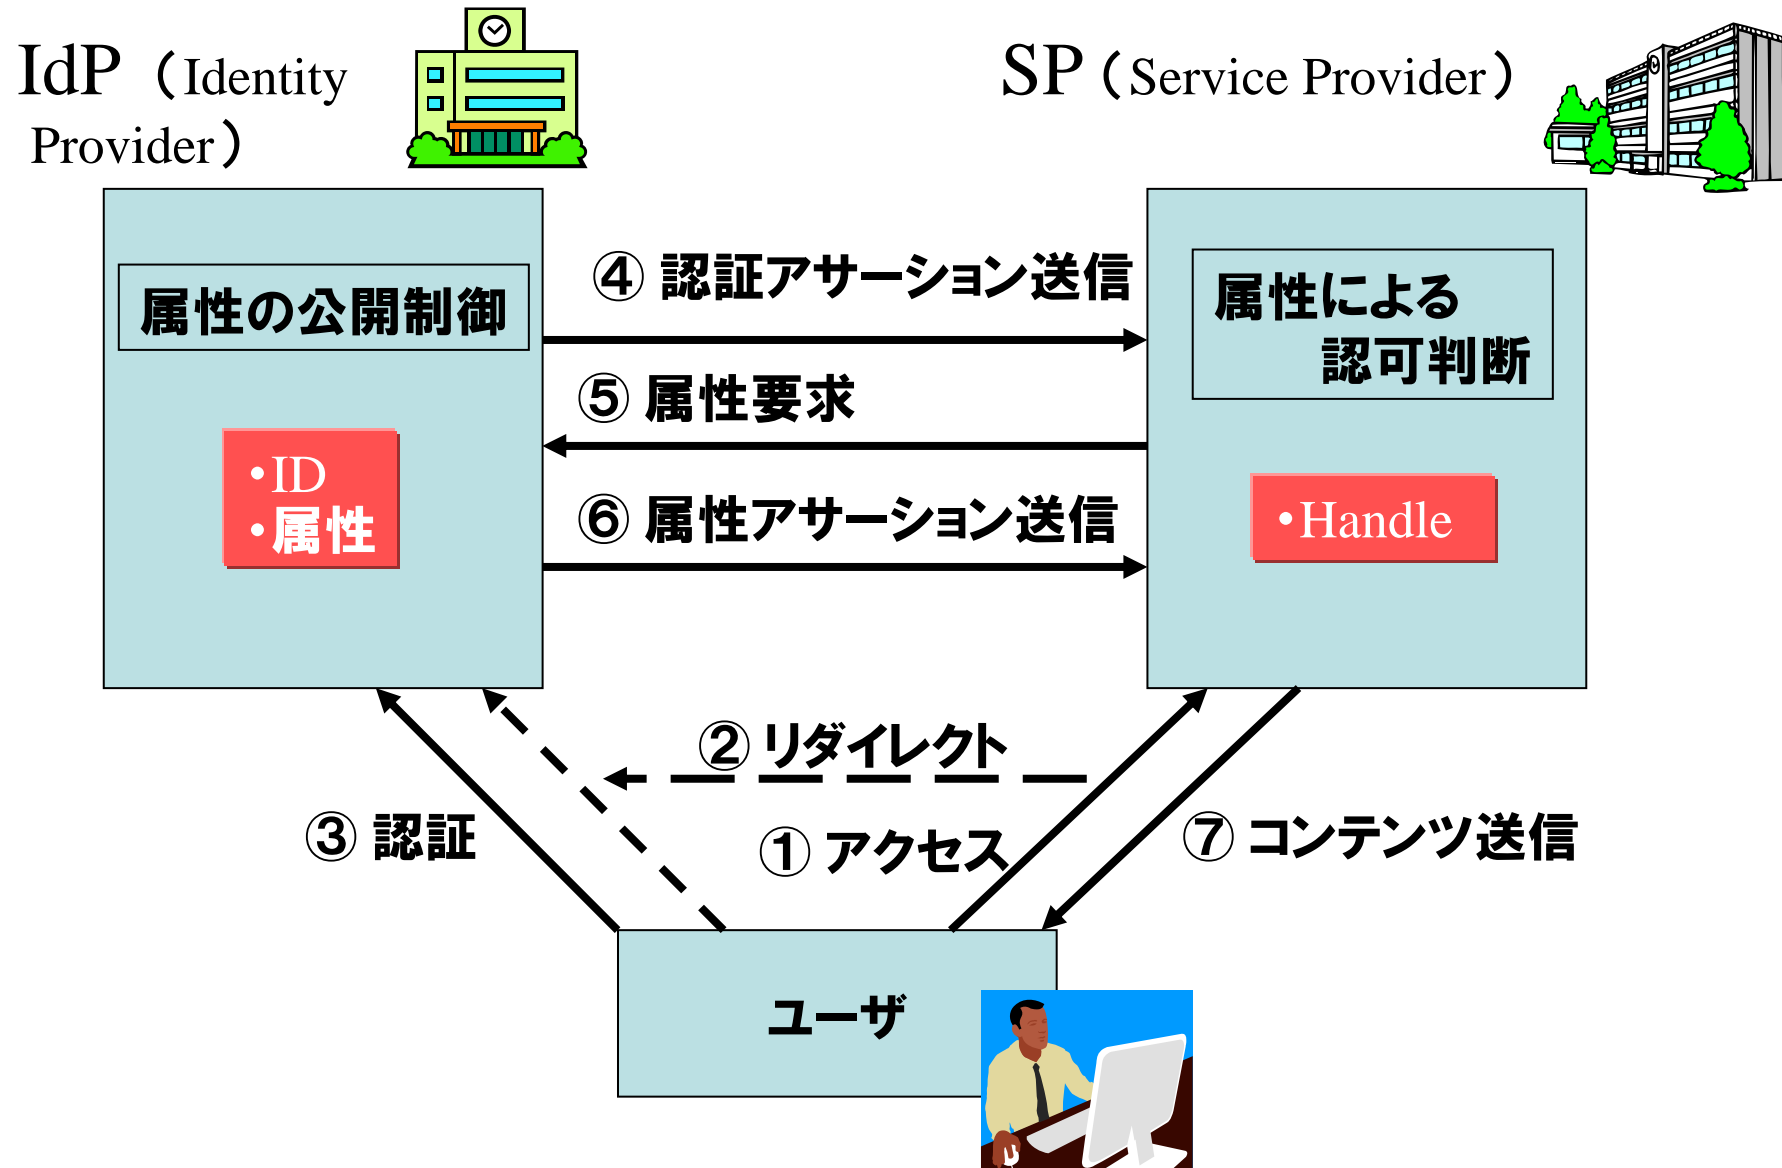 IdP（Identity
Provider）
SP（Service Provider）
属性の公開制御
・ID
・属性
④ 認証アサーション送信
⑤ 属性要求
⑥ 属性アサーション送信
属性による
認可判断
・Handle
② リダイレクト
③ 認証
① アクセス
⑦ コンテンツ送信
ユーザ